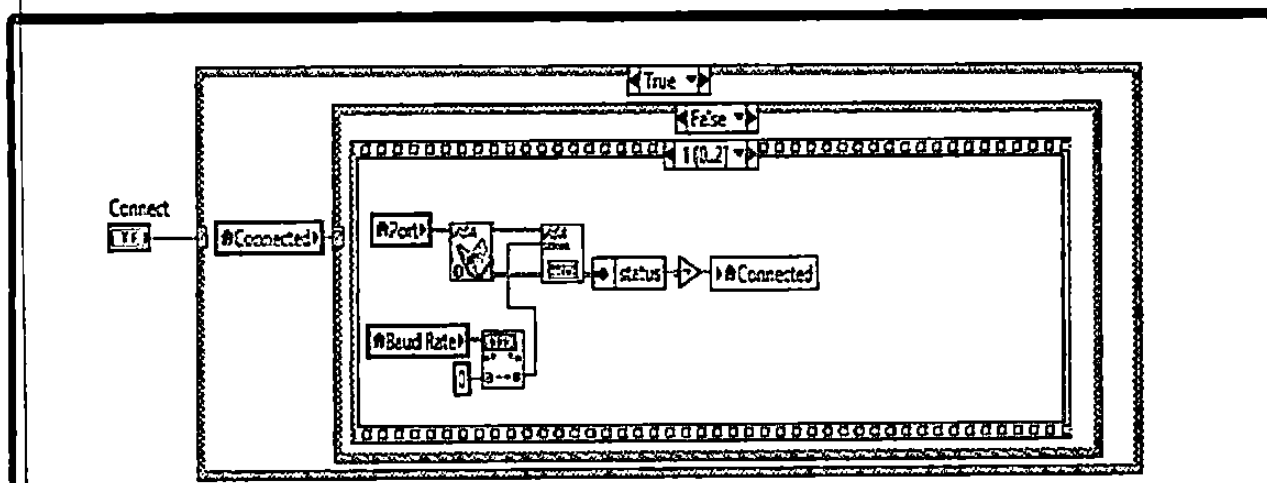 True
False
1 [0..2]
Connect
Connected
Port
status
Connected
Baud Rate
0